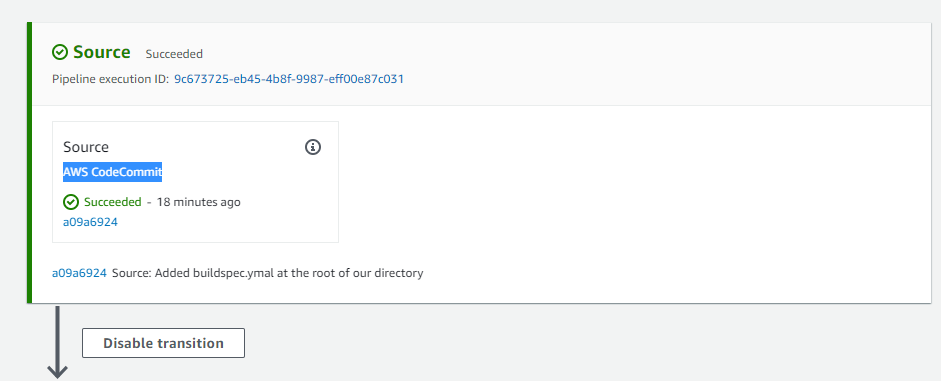 Source Succeeded
Pipeline execution ID: 9c673725-eb45-4b8f-9987-eff00e87c031
Source
AWS CodeCommit
Succeeded - 18 minutes ago
a09a6924
a09a6924 Source: Added buildspec.ymal at the root of our directory
Disable transition